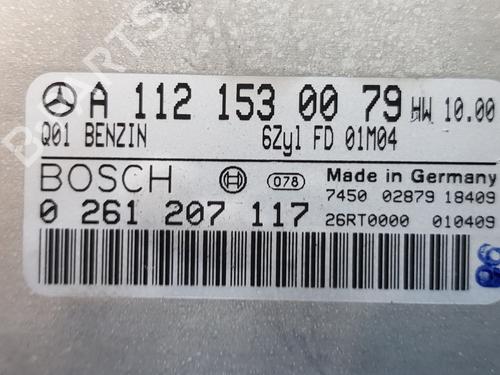 A 112 153 00 79 HW 10.00
Q01 BENZIN 6Zyl FD 01M04
BOSCH 078 Made in Germany
7450 02879 18409
0 261 207 117 26RT0000 010409